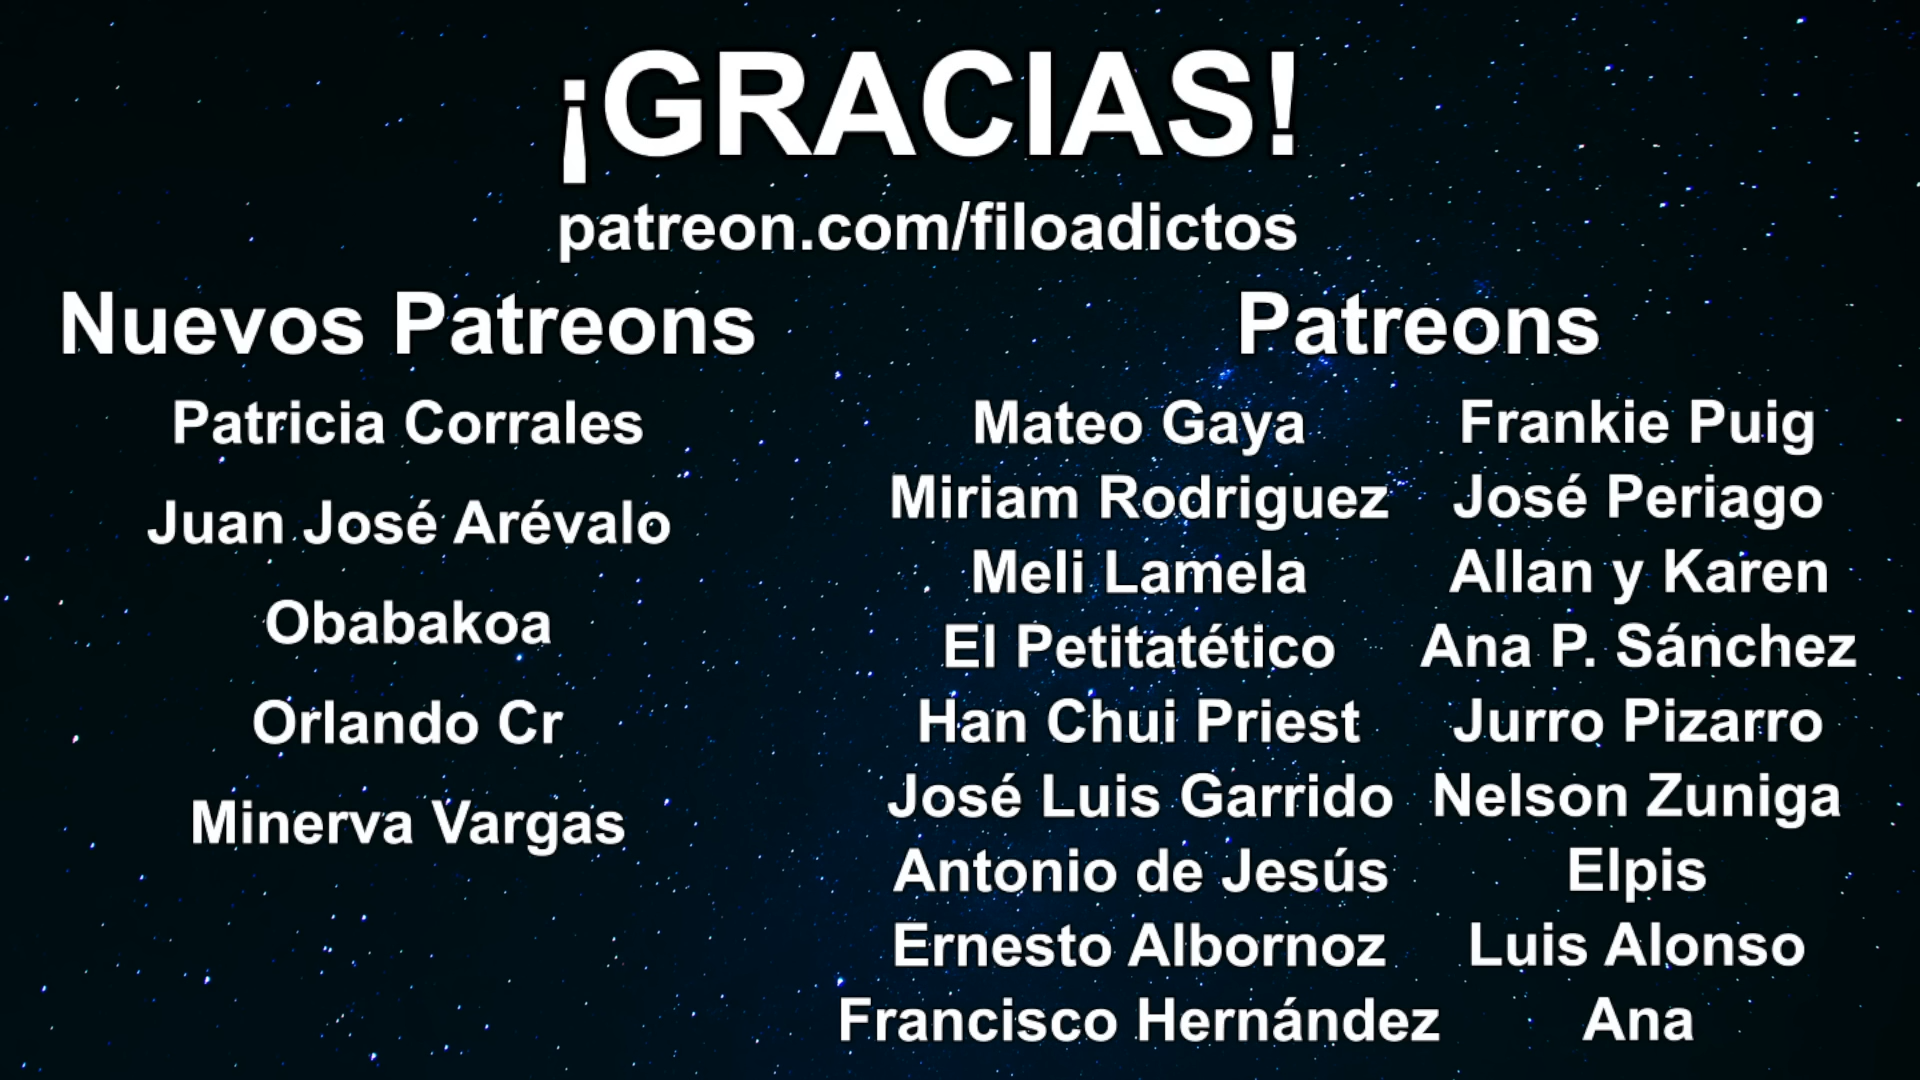 ¡GRACIAS!
patreon.com/filoadictos
Nuevos Patreons
Patricia Corrales
Juan José Arévalo
Obabakoa
Orlando Cr
Minerva Vargas
Patreons
Mateo Gaya
Miriam Rodriguez
Meli Lamela
El Petitatético
Han Chui Priest
José Luis Garrido
Antonio de Jesús
Ernesto Albornoz
Francisco Hernández
Frankie Puig
José Periago
Allan y Karen
Ana P. Sánchez
Jurro Pizarro
Nelson Zuniga
Elpis
Luis Alonso
Ana